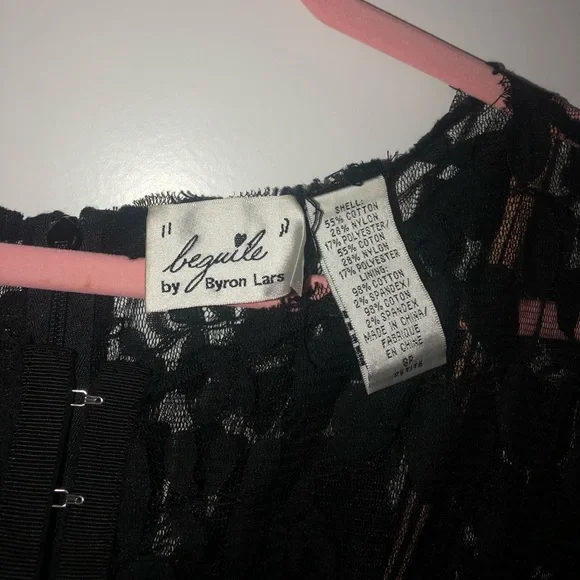 " beguile "
by Byron Lars
SHELL:
55% COTTON
28% NYLON
17% POLYESTER/
55% COTON
28% NYLON
17% POLYESTER
LINING:
98% COTTON
2% SPANDEX/
98% COTON
2% SPANDEX
MADE IN CHINA/
FABRIQUE
EN CHINE
PETITE